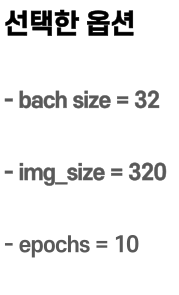 선택한 옵션
- bach size = 32
- img_size = 320
- epochs = 10